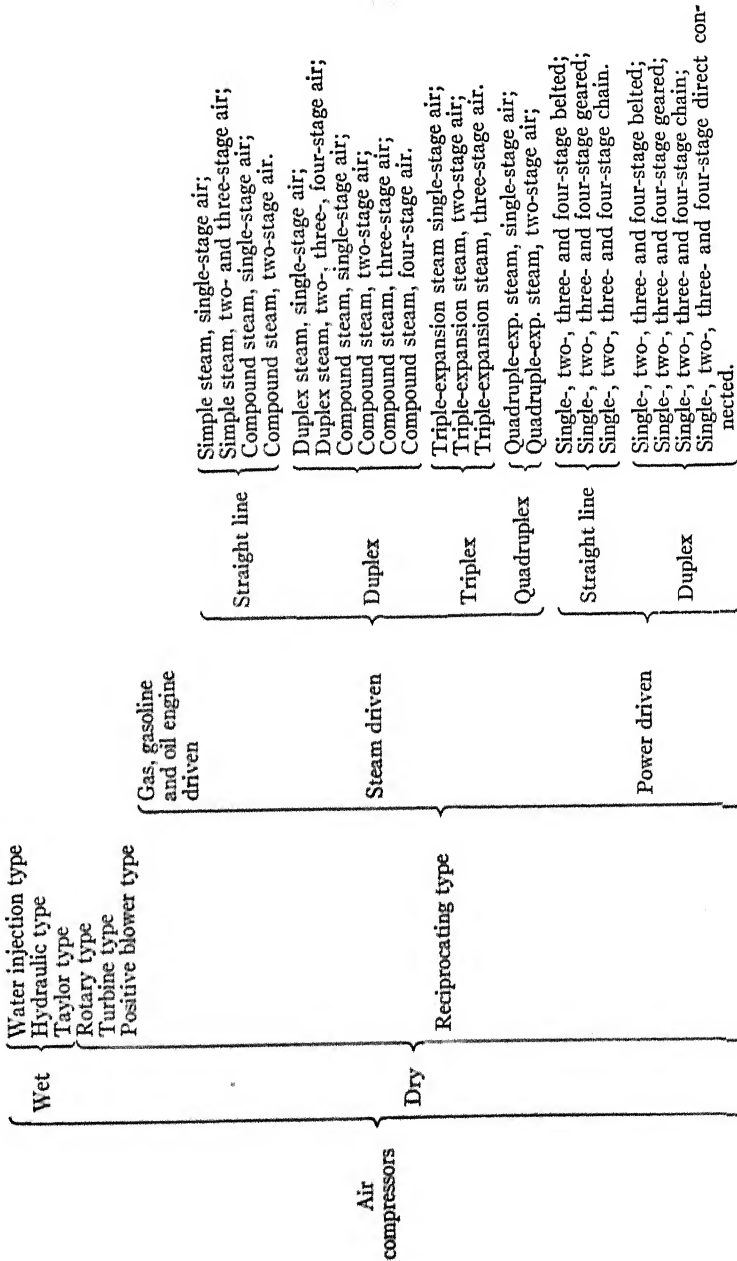 Air
compressors
Wet
Water injection type
Hydraulic type
Taylor type
Dry
Rotary type
Turbine type
Positive blower type
Reciprocating type
Gas, gasoline
and oil engine
driven
Steam driven
Straight line
Simple steam, single-stage air;
Simple steam, two- and three-stage air;
Compound steam, single-stage air;
Compound steam, two-stage air.
Duplex
Duplex steam, single-stage air;
Duplex steam, two-, three-, four-stage air;
Compound steam, single-stage air;
Compound steam, two-stage air;
Compound steam, three-stage air;
Compound steam, four-stage air.
Triplex
Triple-expansion steam single-stage air;
Triple-expansion steam, two-stage air;
Triple-expansion steam, three-stage air.
Quadruplex
Quadruple-exp. steam, single-stage air;
Quadruple-exp. steam, two-stage air;
Power driven
Straight line
Single-, two-, three- and four-stage belted;
Single-, two-, three- and four-stage geared;
Single-, two-, three- and four-stage chain.
Duplex
Single-, two-, three- and four-stage belted;
Single-, two-, three- and four-stage geared;
Single-, two-, three- and four-stage chain;
Single-, two-, three- and four-stage direct con-
nected.